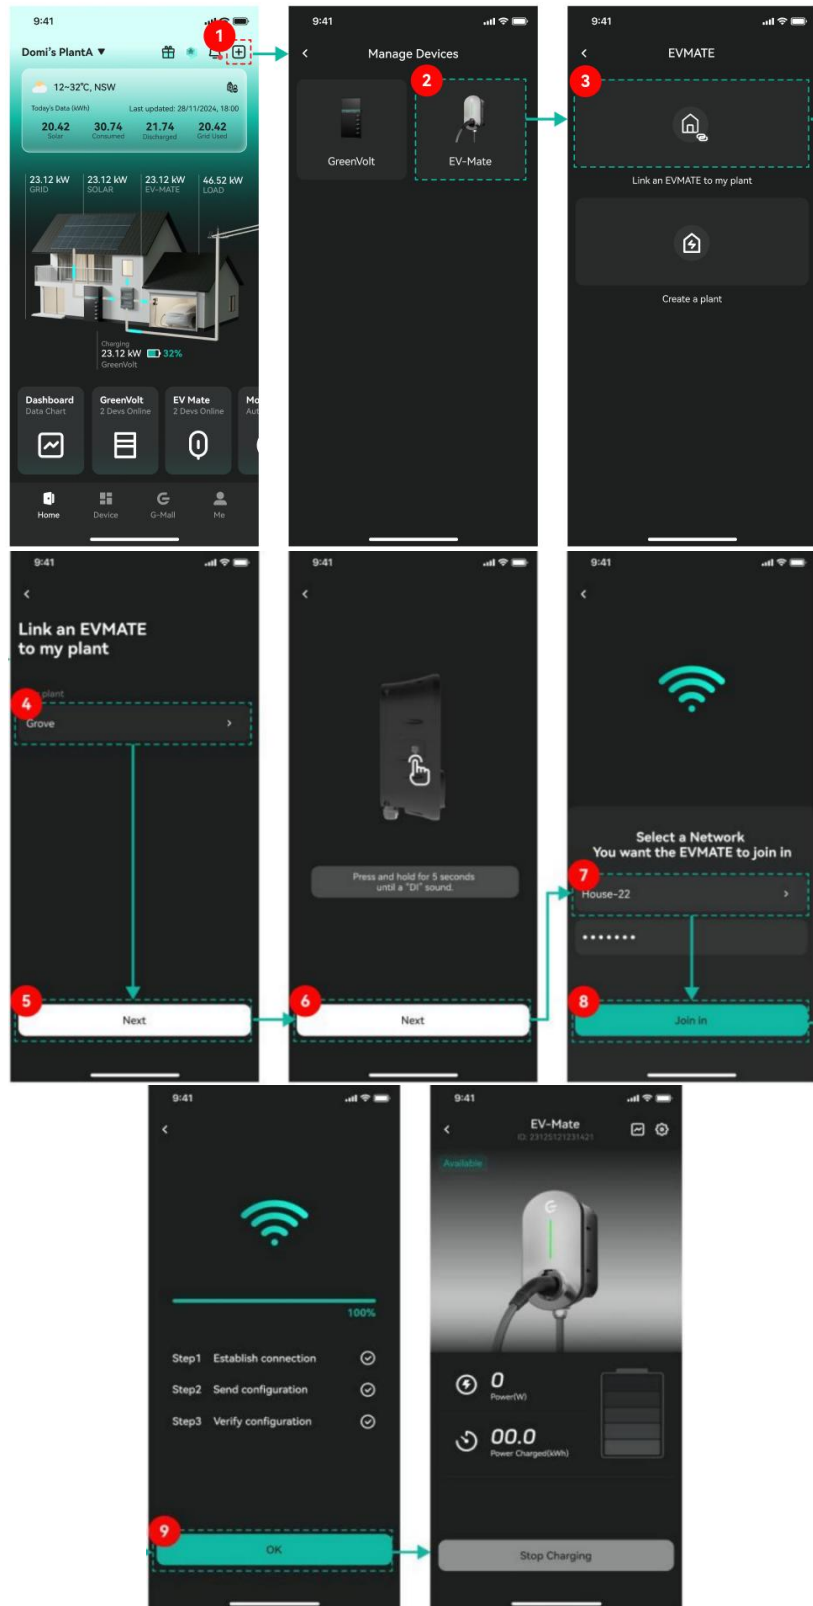 9:41
1
Domi's PlantA ▼
12~32°C, NSW
Today's Data (kWh) Last updated: 28/11/2024, 18:00
20.42 30.74 21.74 20.42
Solar Consumed Discharged Grid Used
23.12 kW 23.12 kW 23.12 kW 46.52 kW
GRID SOLAR EV-MATE LOAD
Charging
23.12 kW 32%
GreenVolt
Dashboard GreenVolt EV Mate Mo
Data Chart 2 Devs Online 2 Devs Online Aut
Home Device G-Mall Me
9:41
Manage Devices
2
GreenVolt EV-Mate
9:41
EVMATE
3
Link an EVMATE to my plant
Create a plant
9:41
Link an EVMATE
to my plant
plant
4
Grove
5
Next
9:41
Press and hold for 5 seconds
until a "DI" sound.
6
Next
9:41
Select a Network
You want the EVMATE to join in
7
House-22
•••••••
8
Join in
9:41
100%
Step1 Establish connection
Step2 Send configuration
Step3 Verify configuration
9
OK
9:41
EV-Mate
ID: 23125121231421
Available
G
0
Power(W)
00.0
Power Charged(kWh)
Stop Charging